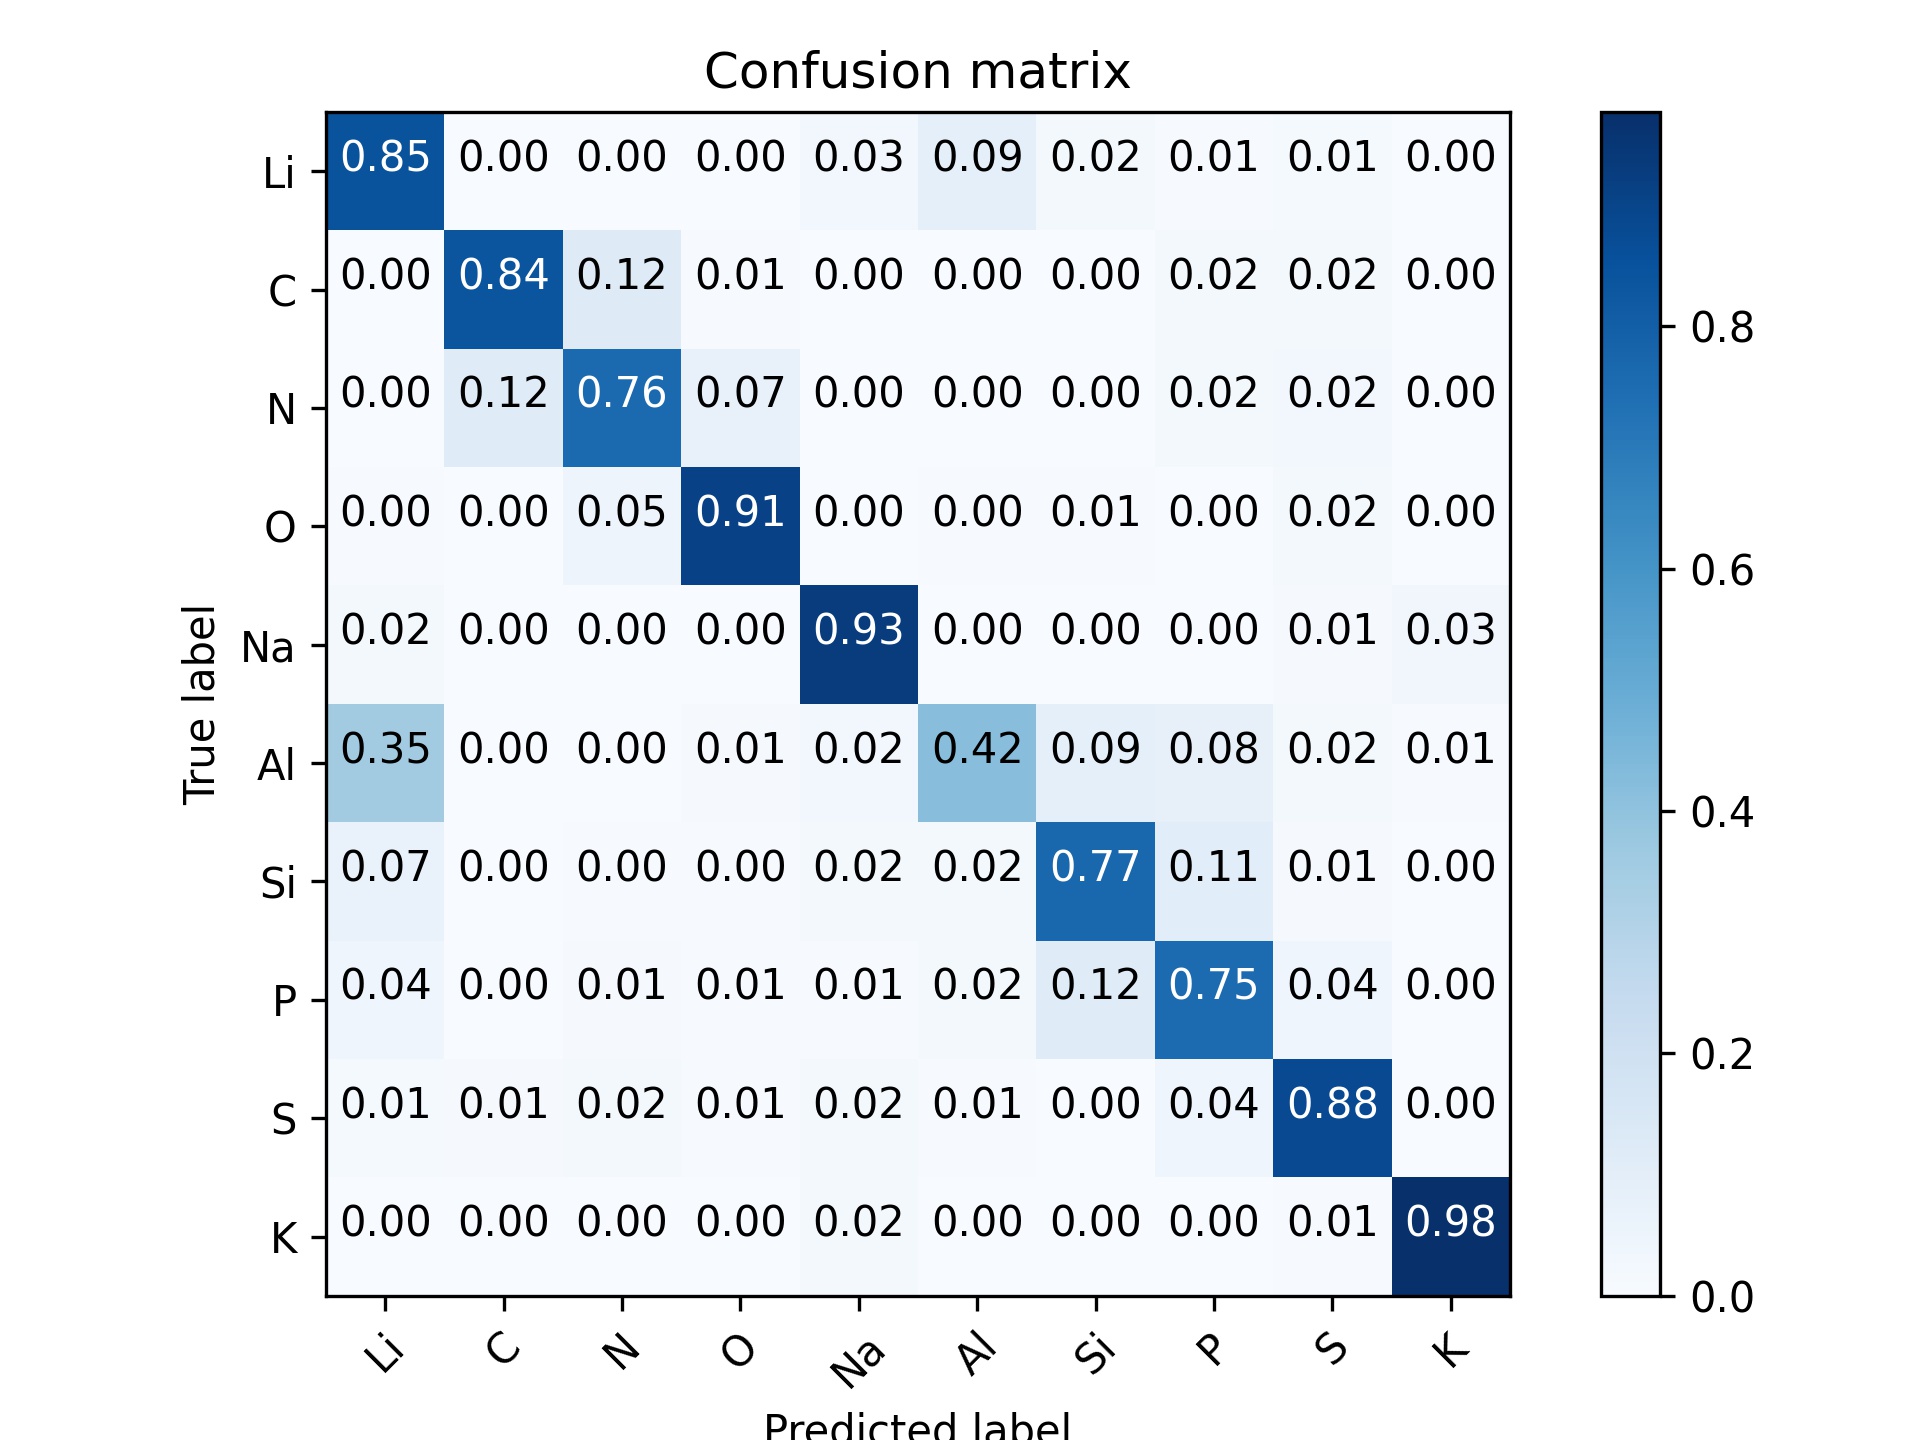 Confusion matrix
Li 0.85 0.00 0.00 0.00 0.03 0.09 0.02 0.01 0.01 0.00
C 0.00 0.84 0.12 0.01 0.00 0.00 0.00 0.02 0.02 0.00
N 0.00 0.12 0.76 0.07 0.00 0.00 0.00 0.02 0.02 0.00
O 0.00 0.00 0.05 0.91 0.00 0.00 0.01 0.00 0.02 0.00
Na 0.02 0.00 0.00 0.00 0.93 0.00 0.00 0.00 0.01 0.03
Al 0.35 0.00 0.00 0.01 0.02 0.42 0.09 0.08 0.02 0.01
Si 0.07 0.00 0.00 0.00 0.02 0.02 0.77 0.11 0.01 0.00
P 0.04 0.00 0.01 0.01 0.01 0.02 0.12 0.75 0.04 0.00
S 0.01 0.01 0.02 0.01 0.02 0.01 0.00 0.04 0.88 0.00
K 0.00 0.00 0.00 0.00 0.02 0.00 0.00 0.00 0.01 0.98
Li C N O Na Al Si P S K
True label
Predicted label
0.8
0.6
0.4
0.2
0.0